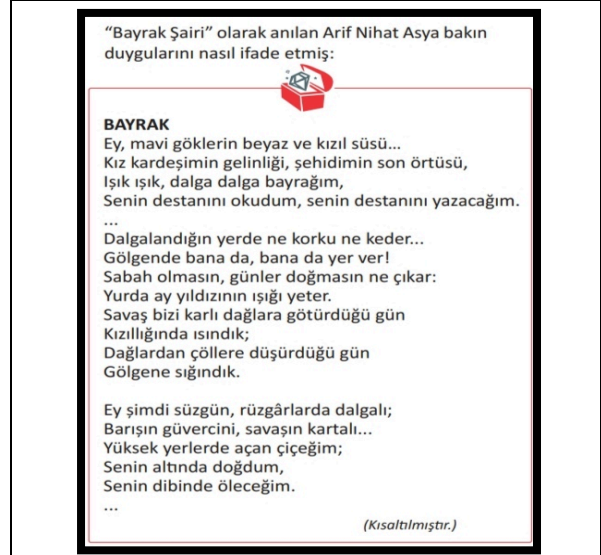 “Bayrak Şairi” olarak anılan Arif Nihat Asya bakın
duygularını nasıl ifade etmiş:
BAYRAK
Ey, mavi göklerin beyaz ve kızıl süsü...
Kız kardeşimin gelinliği, şehidimin son örtüsü,
Işık ışık, dalga dalga bayrağım,
Senin destanını okudum, senin destanını yazacağım.
...
Dalgalandığın yerde ne korku ne keder...
Gölgende bana da, bana da yer ver!
Sabah olmasın, günler doğmasın ne çıkar:
Yurda ay yıldızının ışığı yeter.
Savaş bizi karlı dağlara götürdüğü gün
Kızıllığında ısındık;
Dağlardan çöllere düşürdüğü gün
Gölgene sığındık.
Ey şimdi süzgün, rüzgârlarda dalgalı;
Barışın güvercini, savaşın kartalı...
Yüksek yerlerde açan çiçeğim;
Senin altında doğdum,
Senin dibinde öleceğim.
...
(Kısaltılmıştır.)